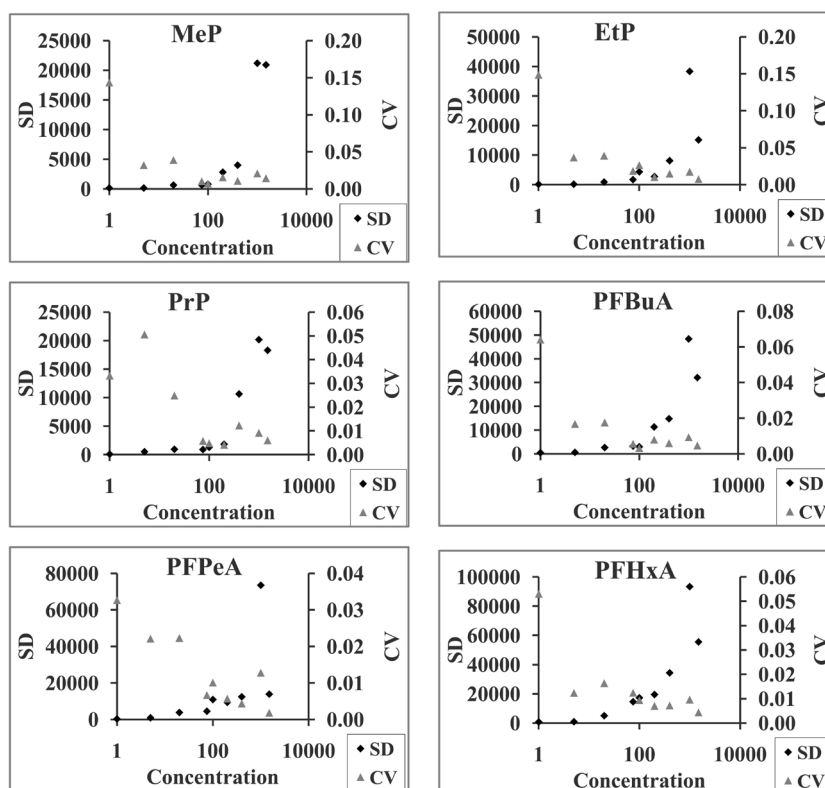 MeP
25000
20000
15000
10000
5000
0
SD
0.20
0.15
0.10
0.05
0.00
CV
1 100 10000
Concentration
SD
CV
EtP
50000
40000
30000
20000
10000
0
SD
0.20
0.15
0.10
0.05
0.00
CV
1 100 10000
Concentration
SD
CV
PrP
25000
20000
15000
10000
5000
0
SD
0.06
0.05
0.04
0.03
0.02
0.01
0.00
CV
1 100 10000
Concentration
SD
CV
PFBuA
60000
50000
40000
30000
20000
10000
0
SD
0.08
0.06
0.04
0.02
0.00
CV
1 100 10000
Concentration
SD
CV
PFPeA
80000
60000
40000
20000
0
SD
0.04
0.03
0.02
0.01
0.00
CV
1 100 10000
Concentration
SD
CV
PFHxA
100000
80000
60000
40000
20000
0
SD
0.06
0.05
0.04
0.03
0.02
0.01
0.00
CV
1 100 10000
Concentration
SD
CV